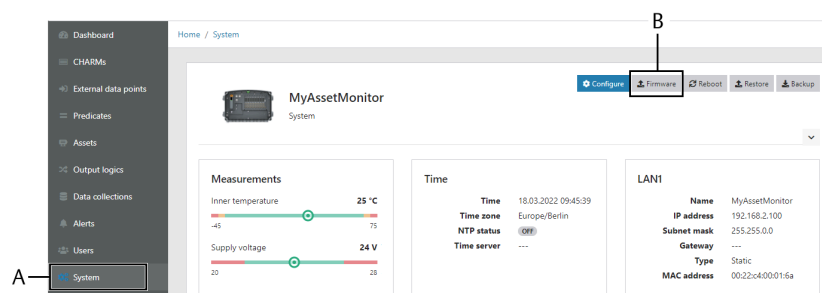 B
Dashboard
Home / System
CHARMs
External data points
Configure Firmware Reboot Restore Backup
MyAssetMonitor
System
Predicates
Assets
Output logics
Data collections
Alerts
Users
A
System
Measurements
Inner temperature 25 °C
-45 75
Supply voltage 24 V
20 28
Time
Time 18.03.2022 09:45:39
Time zone Europe/Berlin
NTP status OFF
Time server ---
LAN1
Name MyAssetMonitor
IP address 192.168.2.100
Subnet mask 255.255.0.0
Gateway ---
Type Static
MAC address 00:22:c4:00:01:6a